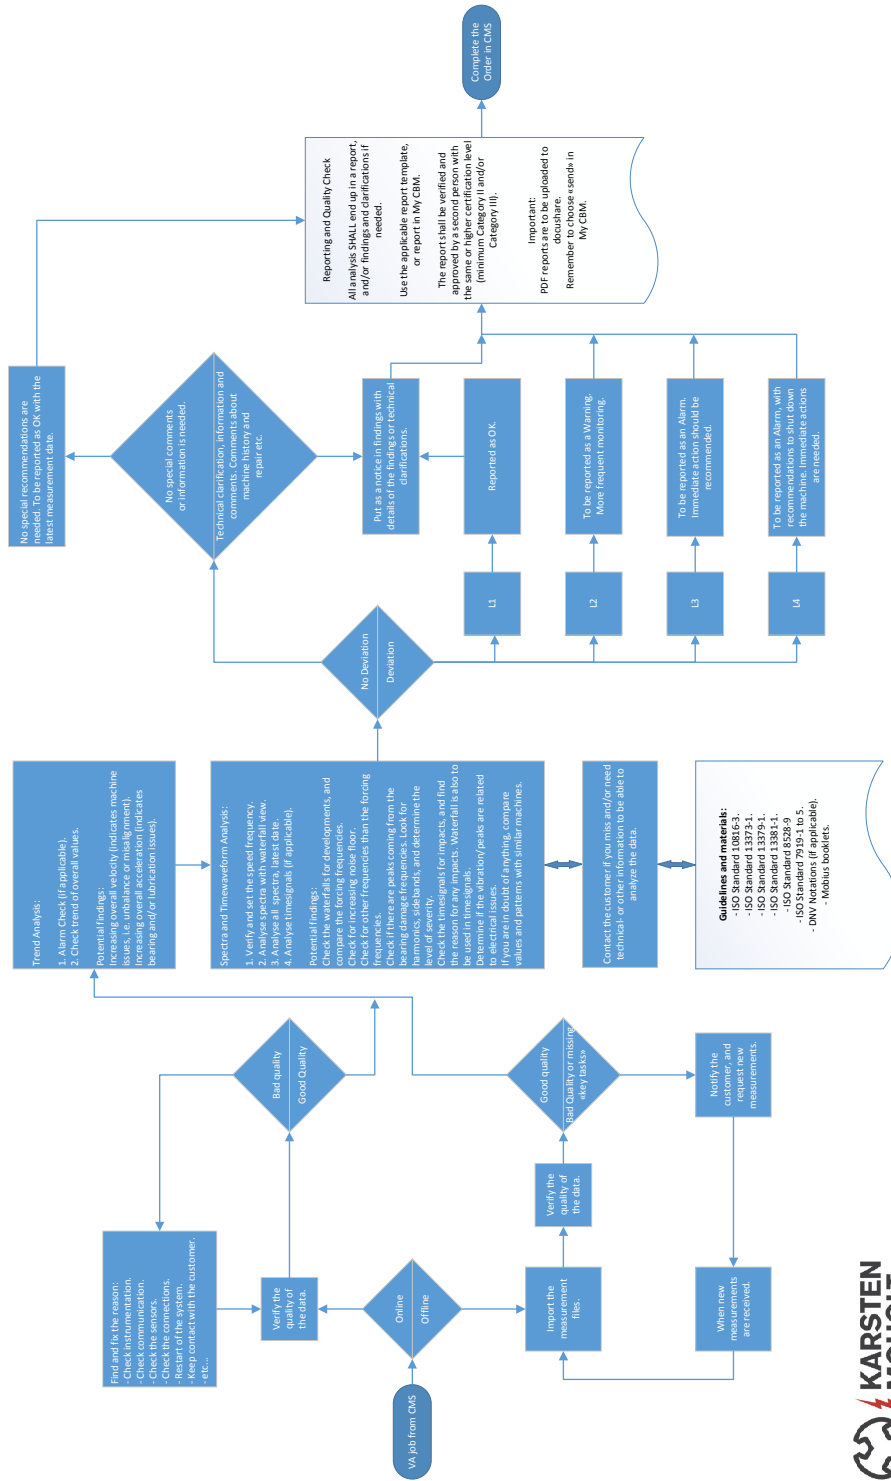 VA job from CMS
Online
Offline
Verify the
quality of
the data.
Find and fix the reason:
- Check instrumentation.
- Check communication.
- Check the sensors.
- Check the connections.
- Restart of the system.
- Keep contact with the customer.
- etc...
Bad quality
Good Quality
Import the
measurement
files.
Verify the
quality of
the data.
Good quality
Bad Quality or missing
«key tasks»
Notify the
customer, and
request new
measurements.
When new
measurements
are received.
Trend Analysis:
1. Alarm Check (if applicable).
2. Check trend of overall values.
Potential findings:
Increasing overall velocity (indicates machine
issues, i.e. unbalance or misalignment).
Increasing overall acceleration (indicates
bearing and/or lubrication issues).
Spectra and Timewaveform Analysis:
1. Verify and set the speed frequency.
2. Analyse spectra with waterfall view.
3. Analyse all spectra, latest date.
4. Analyse timesignals (if applicable).
Potential findings:
Check the waterfalls for developments, and
compare the forcing frequencies.
Check for increasing noise floor.
Check for other frequencies than the forcing
frequencies.
Check if there are peaks coming from the
bearing damage frequencies. Look for
harmonics, sidebands, and determine the
level of severity.
Check the timesignals for impacts, and find
the reason for any impacts. Waterfall is also to
be used in timesignals.
Determine if the vibration/peaks are related
to electrical issues.
If you are in doubt of anything, compare
values and patterns with similar machines.
Contact the customer if you miss and/or need
technical- or other information to be able to
analyze the data.
Guidelines and materials:
- ISO Standard 10816-3.
- ISO Standard 13373-1.
- ISO Standard 13379-1.
- ISO Standard 13381-1.
- ISO Standard 8528-9
- ISO Standard 7919-1 to 5.
- DNV Notations (if applicable).
- Mobius booklets.
No Deviation
Deviation
No special recommendations are
needed. To be reported as OK with the
latest measurement date.
No special comments
or information is needed.
Technical clarification, information and
comments. Comments about
machine history and
repair etc.
Put as a notice in findings with
details of the findings or technical
clarifications.
L1
Reported as OK.
L2
To be reported as a Warning.
More frequent monitoring.
L3
To be reported as an Alarm.
Immediate action should be
recommended.
L4
To be reported as an Alarm, with
recommendations to shut down
the machine. Immediate actions
are needed.
Reporting and Quality Check
All analysis SHALL end up in a report,
and/or findings and clarifications if
needed.
Use the applicable report template,
or report in My CBM.
The report shall be verified and
approved by a second person with
the same or higher certification level
(minimum Category II and/or
Category III).
Important:
PDF reports are to be uploaded to
docushare.
Remember to choose «send» in
My CBM.
Complete the
Order in CMS
KARSTEN